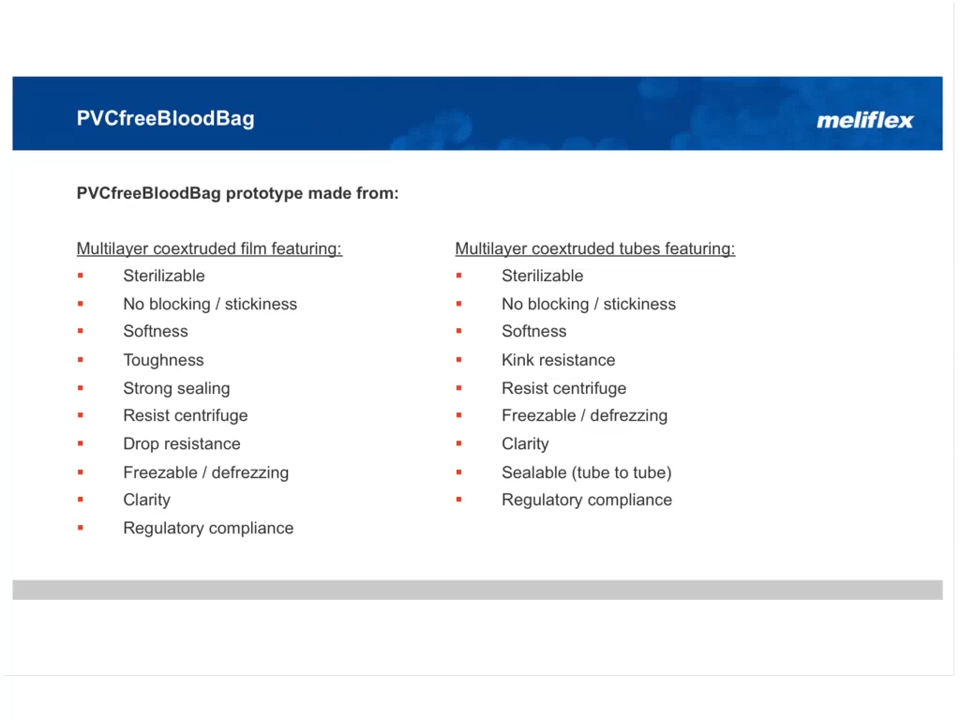 PVCfreeBloodBag
meliflex
PVCfreeBloodBag prototype made from:
Multilayer coextruded film featuring:
Sterilizable
No blocking / stickiness
Softness
Toughness
Strong sealing
Resist centrifuge
Drop resistance
Freezable / defrezzing
Clarity
Regulatory compliance
Multilayer coextruded tubes featuring:
Sterilizable
No blocking / stickiness
Softness
Kink resistance
Resist centrifuge
Freezable / defrezzing
Clarity
Sealable (tube to tube)
Regulatory compliance